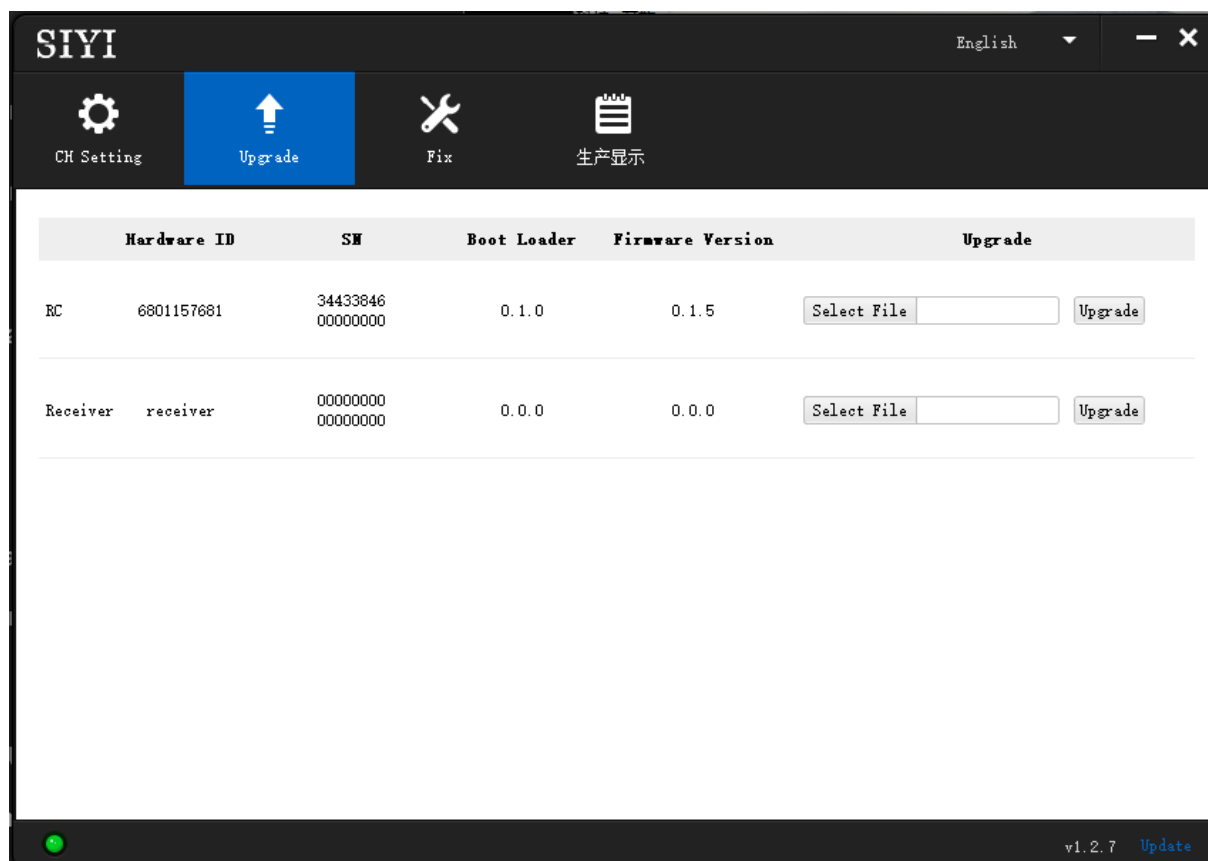 SIYI
English
CH Setting
Upgrade
Fix
生产显示
Hardware ID SN Boot Loader Firmware Version Upgrade
RC 6801157681 34433846 0.1.0 0.1.5 Select File Upgrade
00000000
Receiver receiver 00000000 0.0.0 0.0.0 Select File Upgrade
00000000
v1.2.7 Update